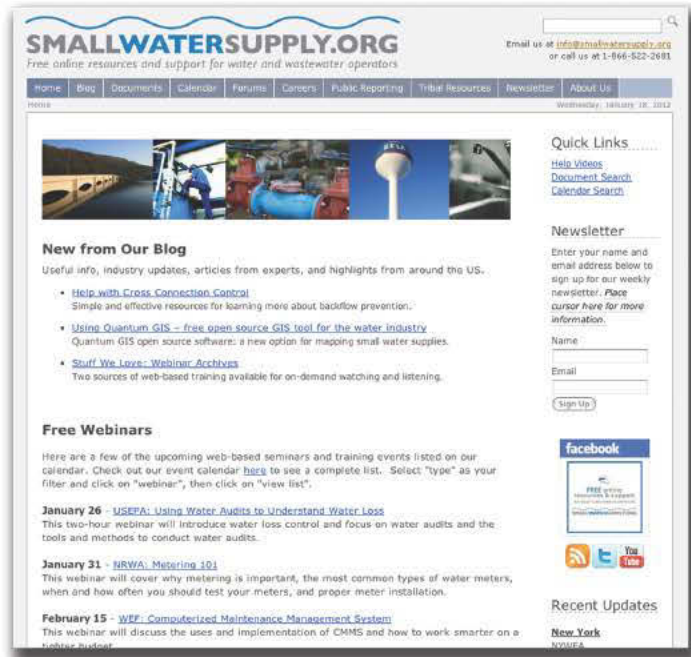 SMALLWATERSUPPLY.ORG
Free online resources and support for water and wastewater operators
Email us at info@smallwatersupply.org
or call us at 1-866-522-2681
Home Blog Documents Calendar Forums Careers Public Reporting Tribal Resources Newsletter About Us
Home
Wednesday, January 18, 2012
BELL
New from Our Blog
Useful info, industry updates, articles from experts, and highlights from around the US.
• Help with Cross Connection Control
Simple and effective resources for learning more about backflow prevention.
• Using Quantum GIS – free open source GIS tool for the water industry
Quantum GIS open source software: a new option for mapping small water supplies.
• Stuff We Love: Webinar Archives
Two sources of web-based training available for on-demand watching and listening.
Free Webinars
Here are a few of the upcoming web-based seminars and training events listed on our
calendar. Check out our event calendar here to see a complete list. Select "type" as your
filter and click on "webinar", then click on "view list".
January 26 - USEPA: Using Water Audits to Understand Water Loss
This two-hour webinar will introduce water loss control and focus on water audits and the
tools and methods to conduct water audits.
January 31 - NRWA: Metering 101
This webinar will cover why metering is important, the most common types of water meters,
when and how often you should test your meters, and proper meter installation.
February 15 - WEF: Computerized Maintenance Management System
This webinar will discuss the uses and implementation of CMMS and how to work smarter on a
tighter budget
Quick Links
Help Videos
Document Search
Calendar Search
Newsletter
Enter your name and
email address below to
sign up for our weekly
newsletter. Place
cursor here for more
information.
Name
Email
Sign Up
facebook
FREE online
resources & support
SMALLWATERSUPPLY.ORG
You
Tube
Recent Updates
New York
NYWEA